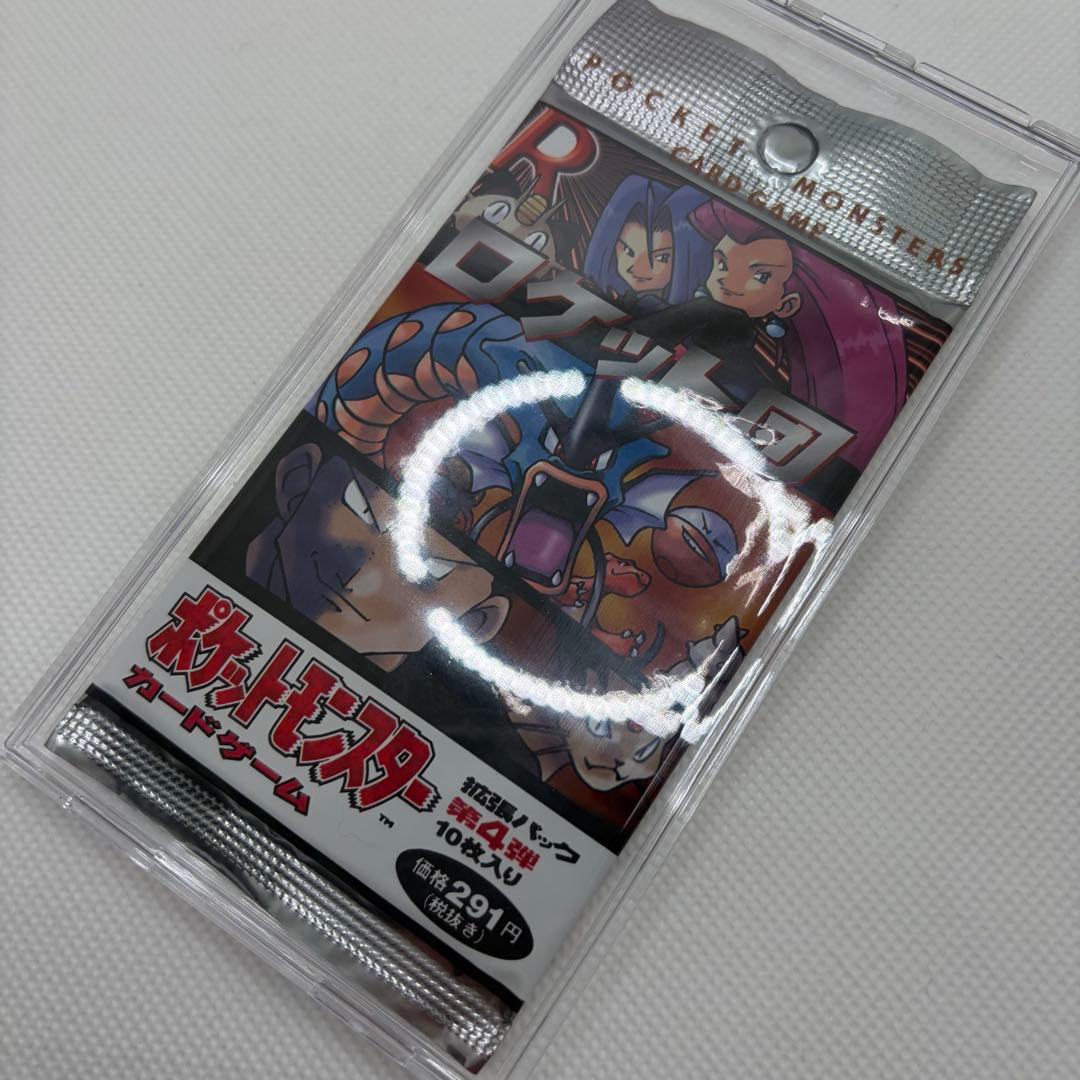 POCKET MONSTERS
CARD GAME
R
ロケット団
ポケットモンスター
カードゲーム
TM
拡張パック
第4弾
10枚入り
価格291円
(税抜き)